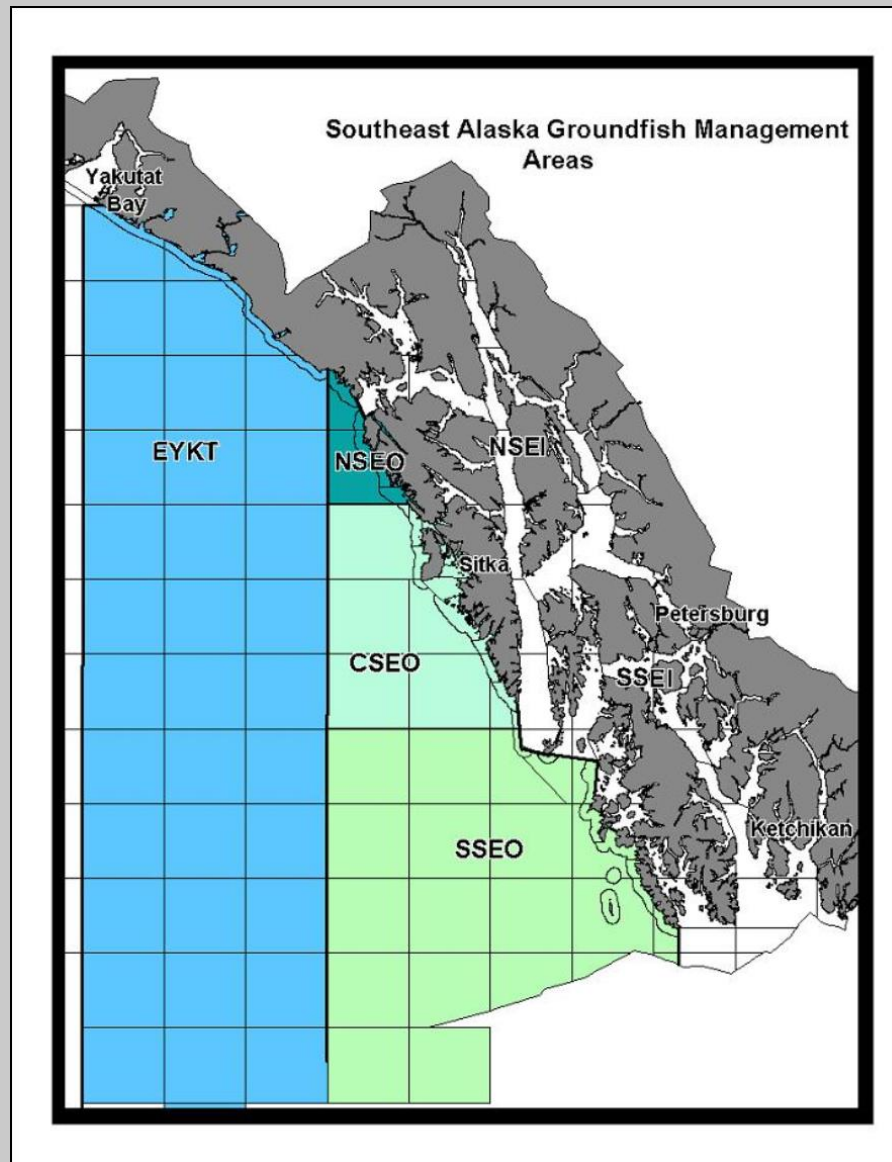 Southeast Alaska Groundfish Management
Areas
Yakutat
Bay
EYKT
NSEO
NSEI
Sitka
Petersburg
CSEO
SSEI
Ketchikan
SSEO